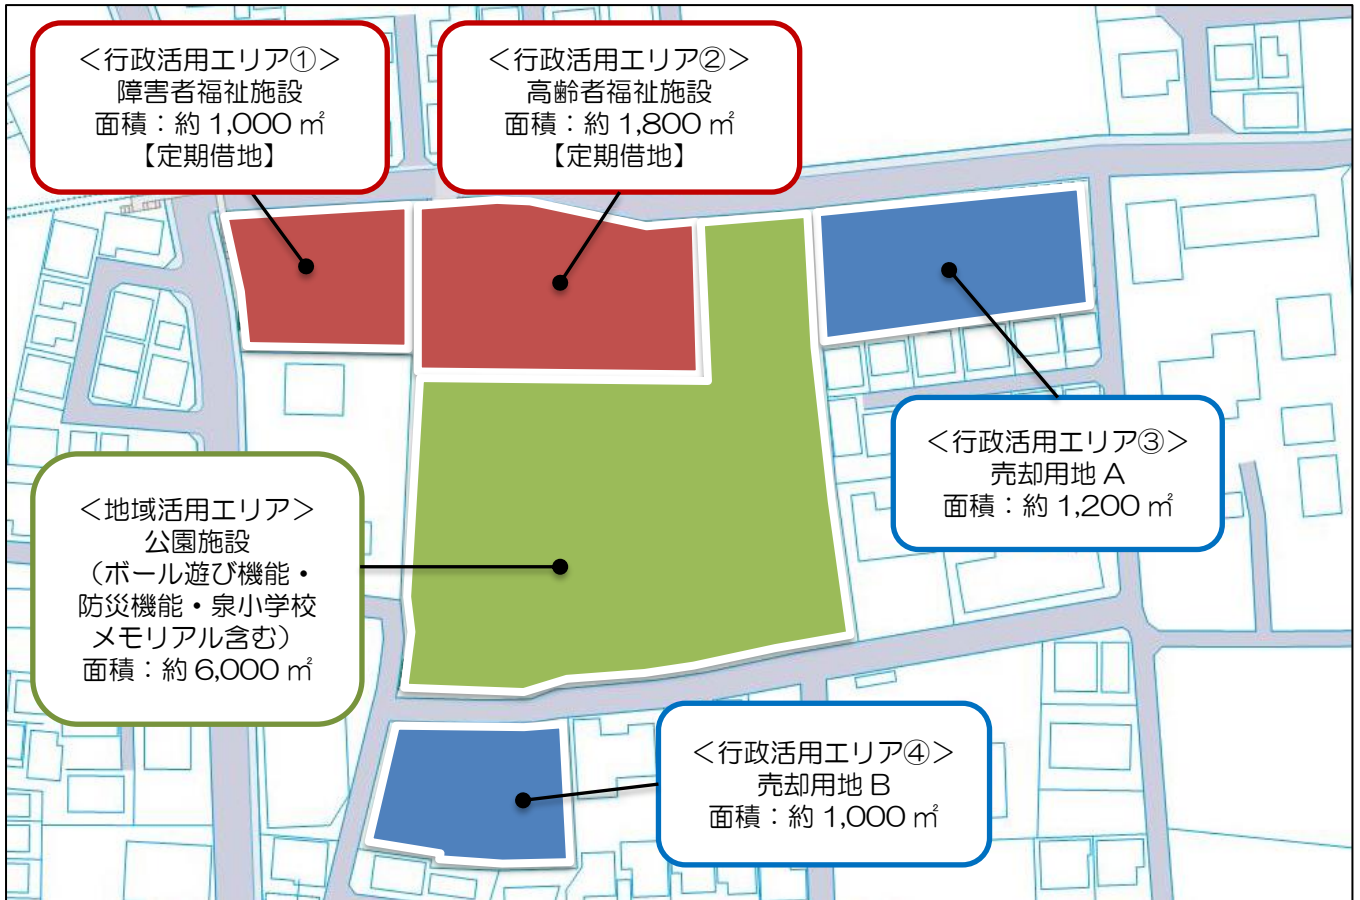 ＜行政活用エリア①＞
障害者福祉施設
面積：約 1,000 ㎡
【定期借地】
＜行政活用エリア②＞
高齢者福祉施設
面積：約 1,800 ㎡
【定期借地】
＜行政活用エリア③＞
売却用地 A
面積：約 1,200 ㎡
＜地域活用エリア＞
公園施設
（ボール遊び機能・
防災機能・泉小学校
メモリアル含む）
面積：約 6,000 ㎡
＜行政活用エリア④＞
売却用地 B
面積：約 1,000 ㎡